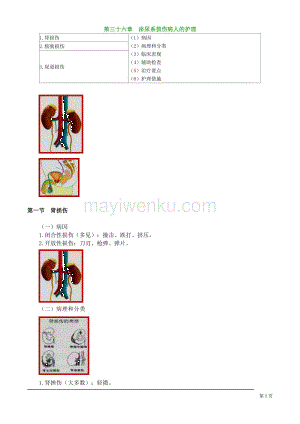 第三十六章　泌尿系损伤病人的护理
1.肾损伤
2.膀胱损伤
3.尿道损伤
（1）病因
（2）病理和分类
（3）临床表现
（4）辅助检查
（5）治疗要点
（6）护理措施
mayiwenku.com
第一节　肾损伤
（一）病因
1.闭合性损伤（多见）：撞击、跌打、挤压。
2.开放性损伤：刀刃、枪弹、弹片。
（二）病理和分类
肾损伤的类型
1.肾挫伤（大多数）：轻微。
第 1 页